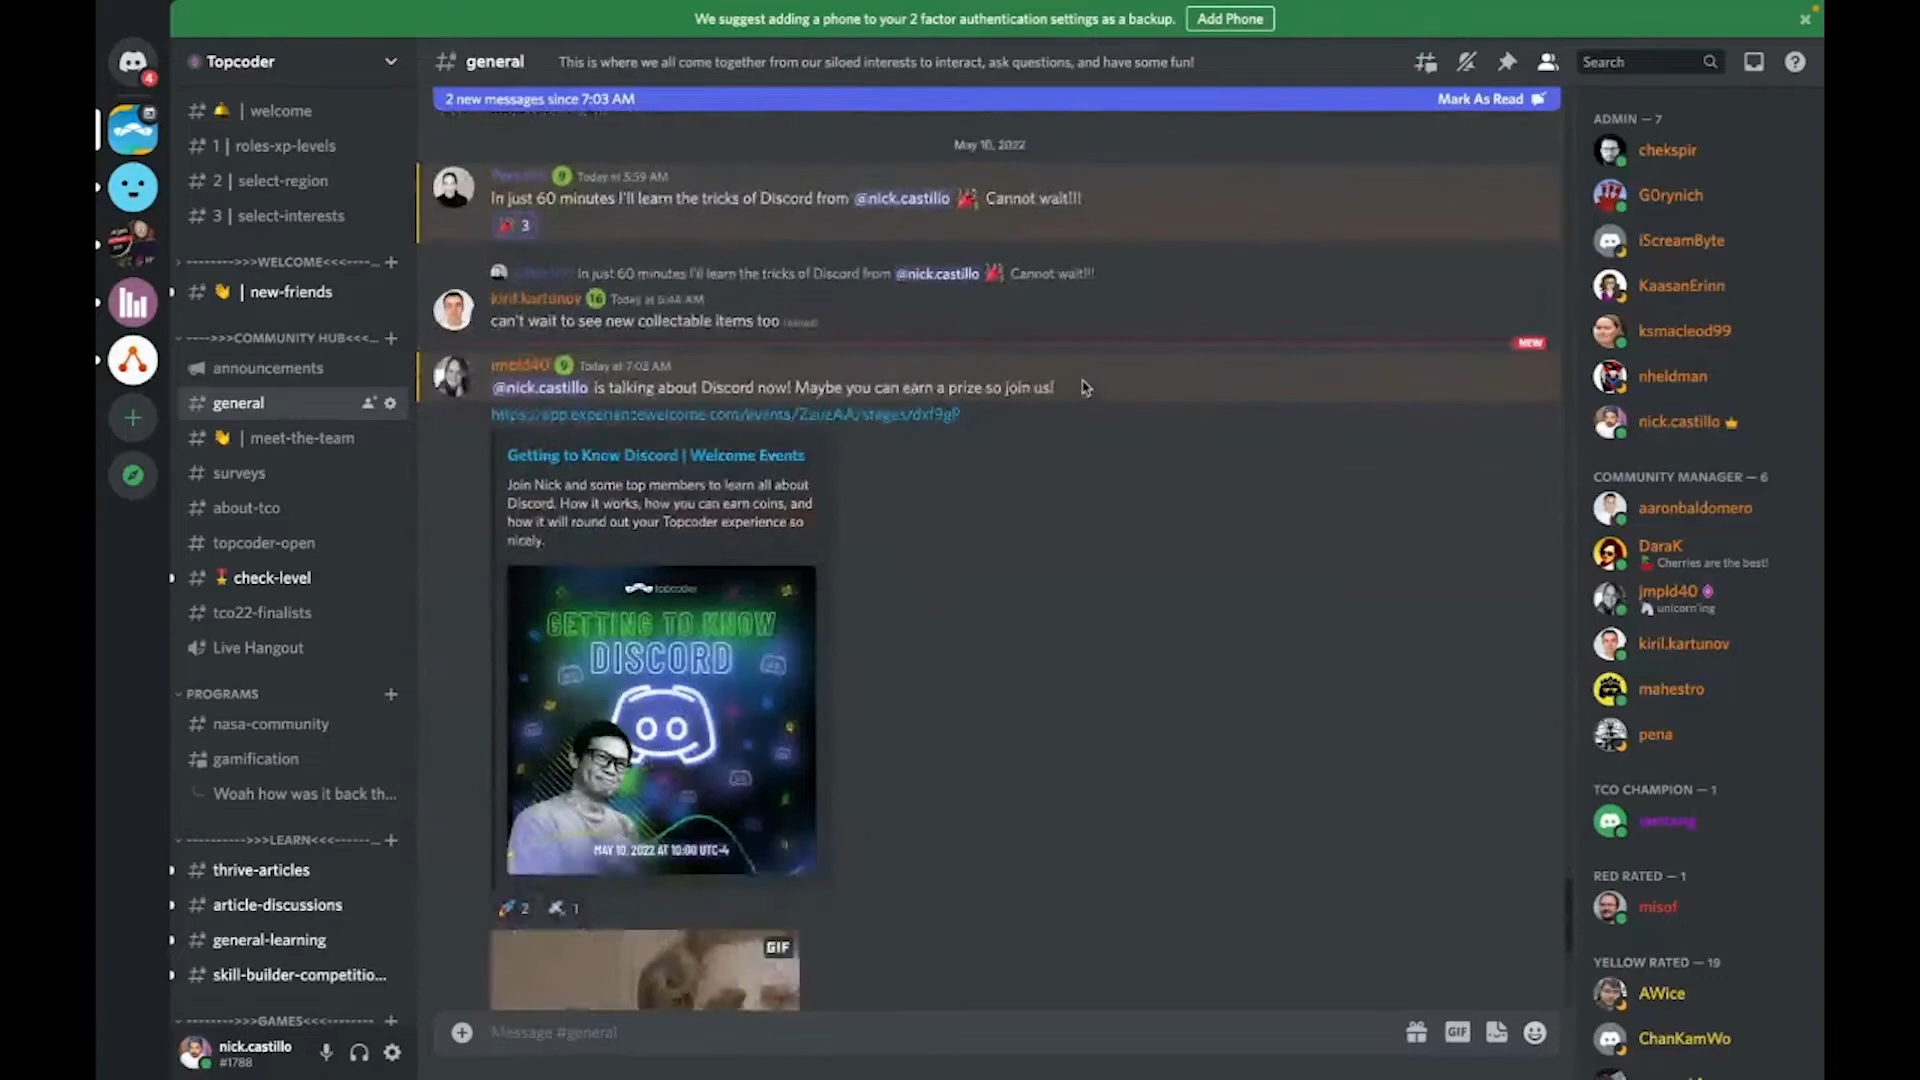 We suggest adding a phone to your 2 factor authentication settings as a backup. Add Phone
4
Topcoder
general This is where we all come together from our siloed interests to interact, ask questions, and have some fun!
Search
2 new messages since 7:03 AM Mark As Read
# | welcome
# 1 | roles-xp-levels
# 2 | select-region
# 3 | select-interests
------->>>WELCOME<<<----...
# | new-friends
---->>>COMMUNITY HUB<<<...
announcements
general
# | meet-the-team
# surveys
# about-tco
# topcoder-open
# check-level
# tco22-finalists
Live Hangout
PROGRAMS
# nasa-community
gamification
Woah how was it back th...
--------->>>LEARN<<<------...
# thrive-articles
# article-discussions
# general-learning
# skill-builder-competitio...
-------->>>GAMES<<<--------
nick.castillo
#1788
May 10, 2022
9 Today at 5:59 AM
In just 60 minutes I'll learn the tricks of Discord from @nick.castillo Cannot wait!!!
3
In just 60 minutes I'll learn the tricks of Discord from @nick.castillo Cannot wait!!!
kiril.kartunov 16 Today at 6:44 AM
can't wait to see new collectable items too (edited)
NEW
jmpld40 9 Today at 7:03 AM
@nick.castillo is talking about Discord now! Maybe you can earn a prize so join us!
Getting to Know Discord | Welcome Events
Join Nick and some top members to learn all about
Discord. How it works, how you can earn coins, and
how it will round out your Topcoder experience so
nicely.
topcoder
GETTING TO KNOW
DISCORD
MAY 10, 2022 AT 10:00 UTC-4
2 1
GIF
Message #general
GIF
ADMIN — 7
chekspir
G0rynich
iScreamByte
KaasanErinn
ksmacleod99
nheldman
nick.castillo
COMMUNITY MANAGER — 6
aaronbaldomero
DaraK
Cherries are the best!
jmpld40
unicorn'ing
kiril.kartunov
mahestro
pena
TCO CHAMPION — 1
RED RATED — 1
misof
YELLOW RATED — 19
AWice
ChanKamWo